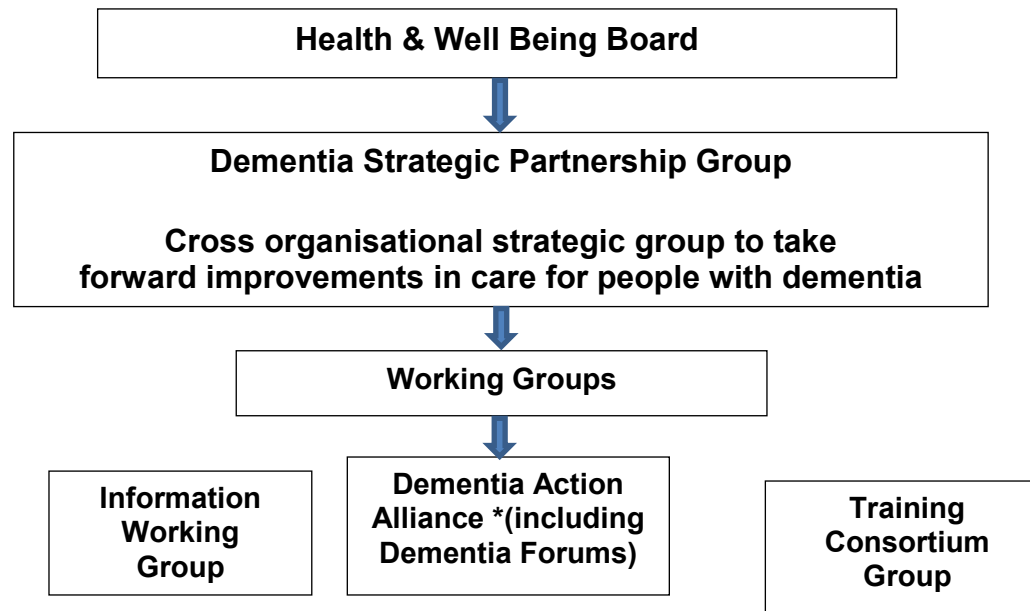 Health & Well Being Board
Dementia Strategic Partnership Group
Cross organisational strategic group to take
forward improvements in care for people with dementia
Working Groups
Information
Working
Group
Dementia Action
Alliance *(including
Dementia Forums)
Training
Consortium
Group